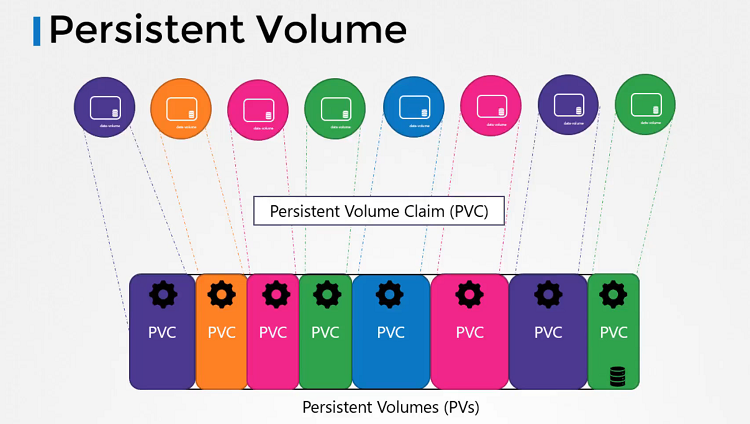 Persistent Volume
data volume
data volume
data volume
data volume
data volume
data volume
data volume
data volume
Persistent Volume Claim (PVC)
PVC PVC PVC PVC PVC PVC PVC PVC
Persistent Volumes (PVs)